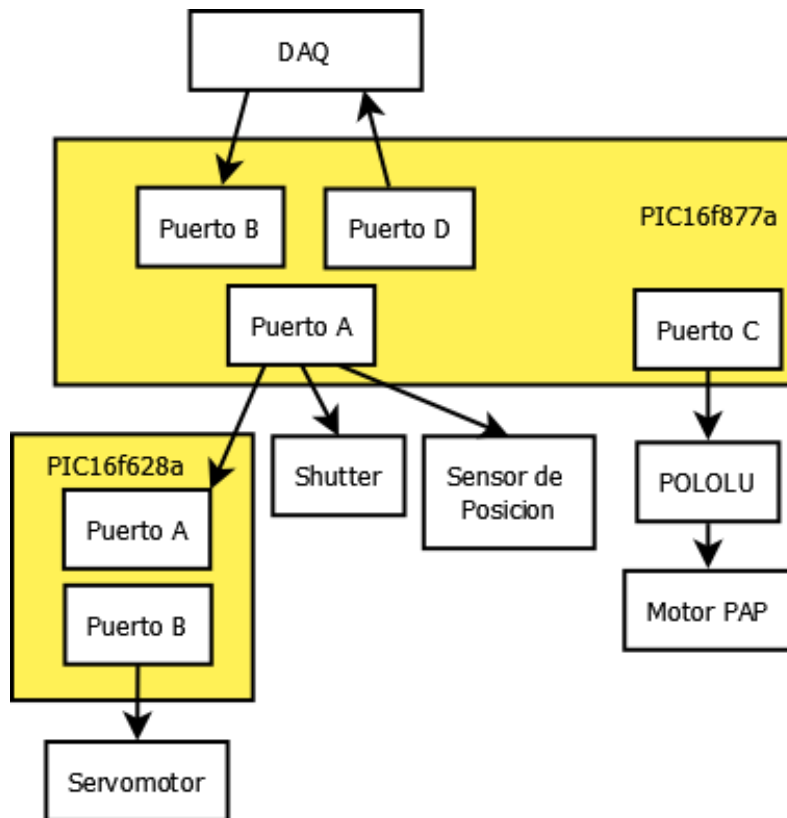 DAQ
Puerto B
Puerto D
PIC16f877a
Puerto A
Puerto C
PIC16f628a
Shutter
Sensor de
Posicion
POLOLU
Puerto A
Puerto B
Motor PAP
Servomotor